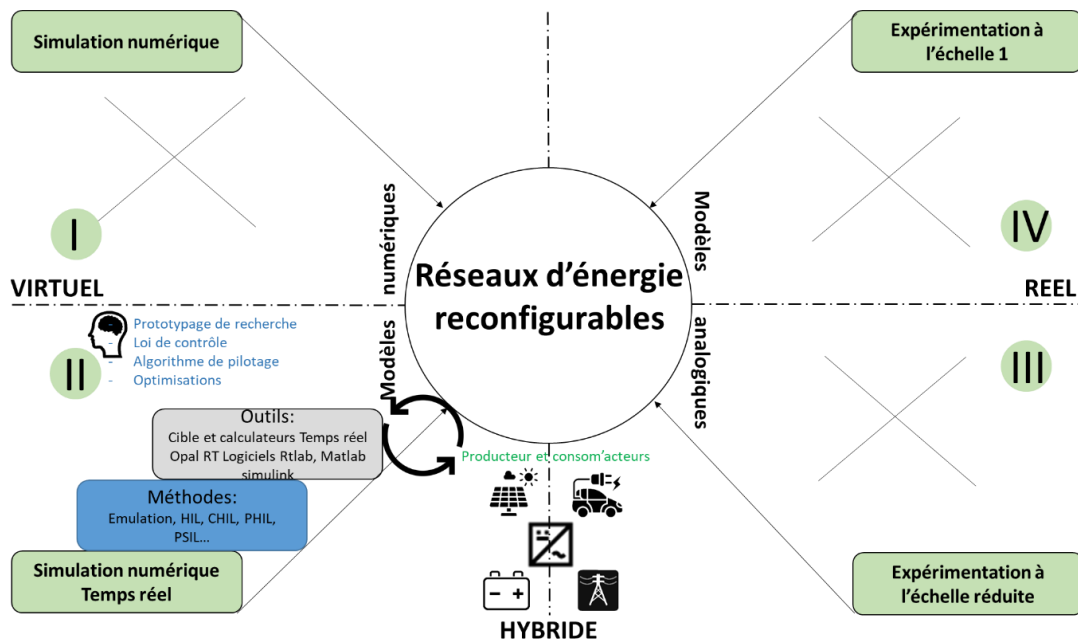 Simulation numérique
Expérimentation à
l'échelle 1
numériques
Modèles
I
IV
Réseaux d'énergie
reconfigurables
VIRTUEL
REEL
Prototypage de recherche
- Loi de contrôle
- Algorithme de pilotage
- Optimisations
II
III
Modèles
analogiques
Outils:
Cible et calculateurs Temps réel
Opal RT Logiciels Rtlab, Matlab
simulink
Producteur et consom'acteurs
Méthodes:
Emulation, HIL, CHIL, PHIL,
PSIL...
Simulation numérique
Temps réel
Expérimentation à
l'échelle réduite
HYBRIDE